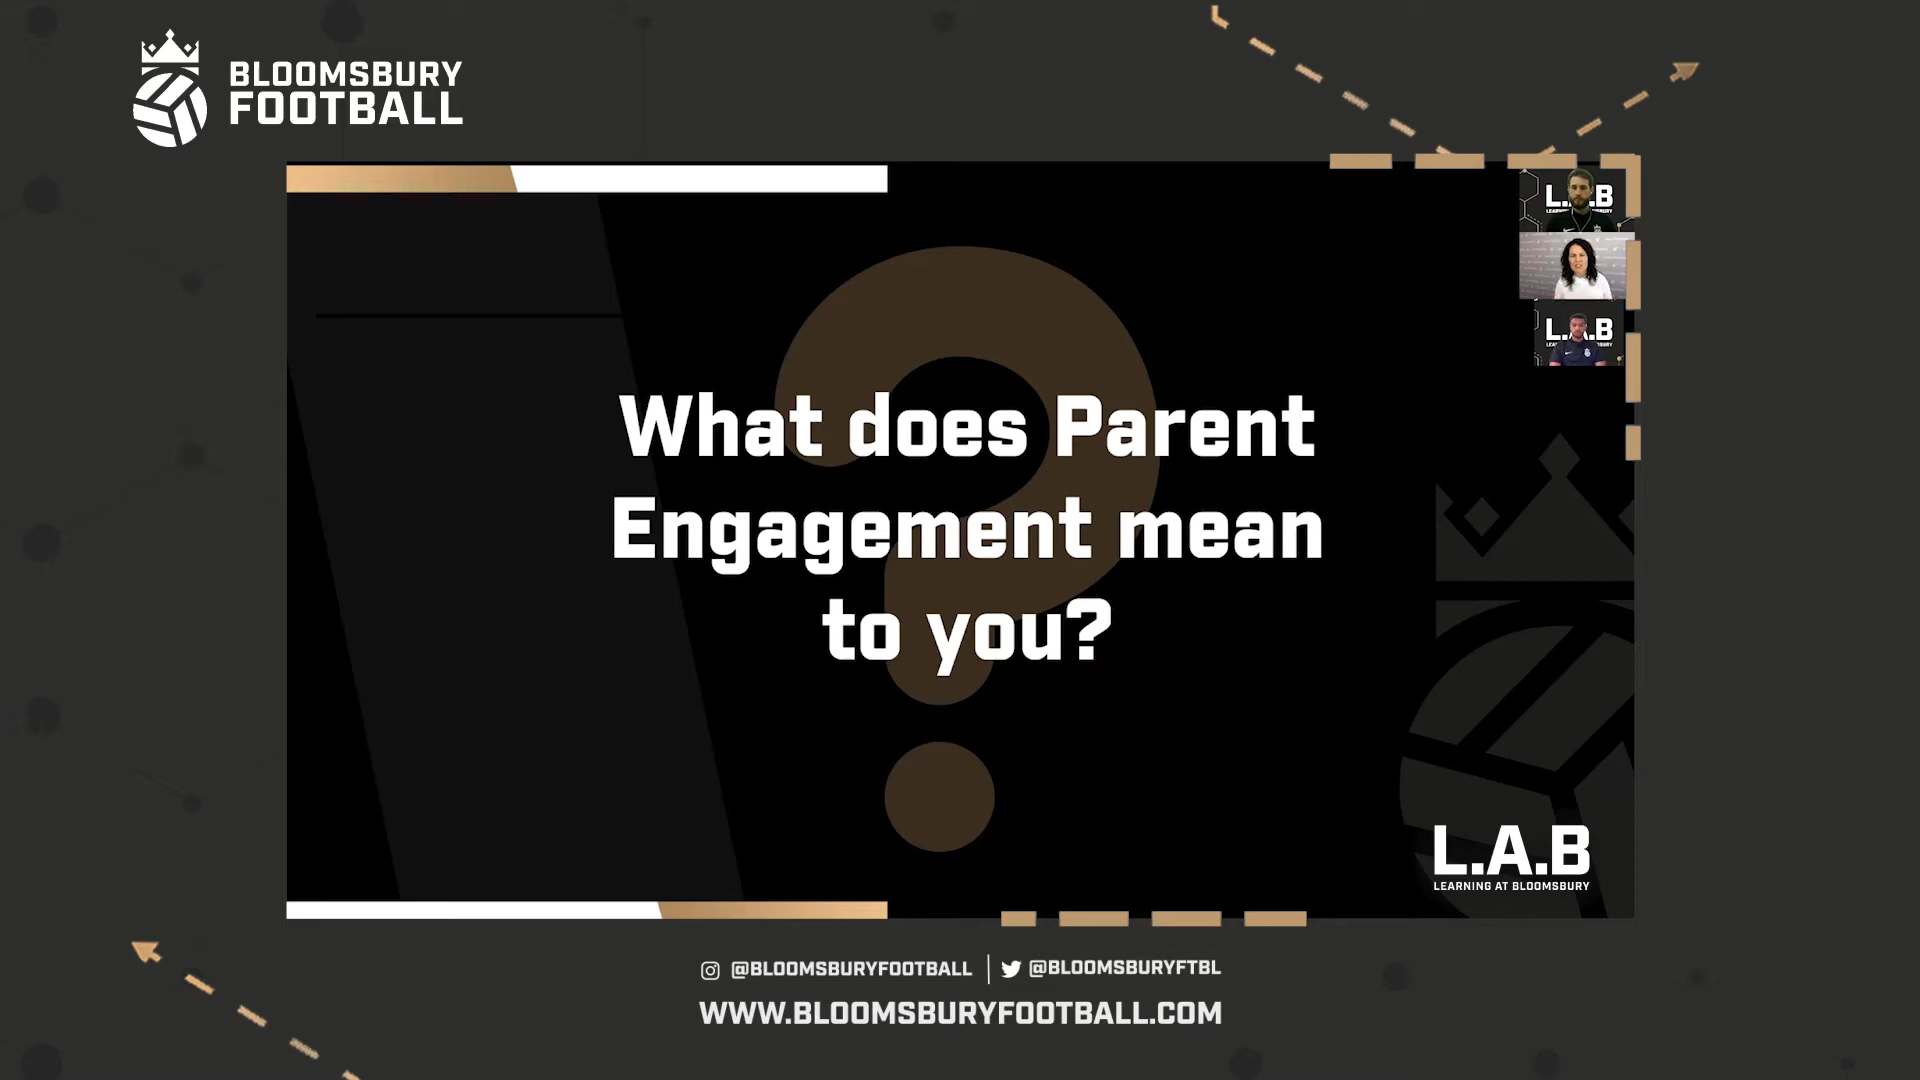 BLOOMSBURY
FOOTBALL
What does Parent
Engagement mean
to you?
L.A.B
LEARNING AT BLOOMSBURY
@BLOOMSBURYFOOTBALL
@BLOOMSBURYFTBL
WWW.BLOOMSBURYFOOTBALL.COM